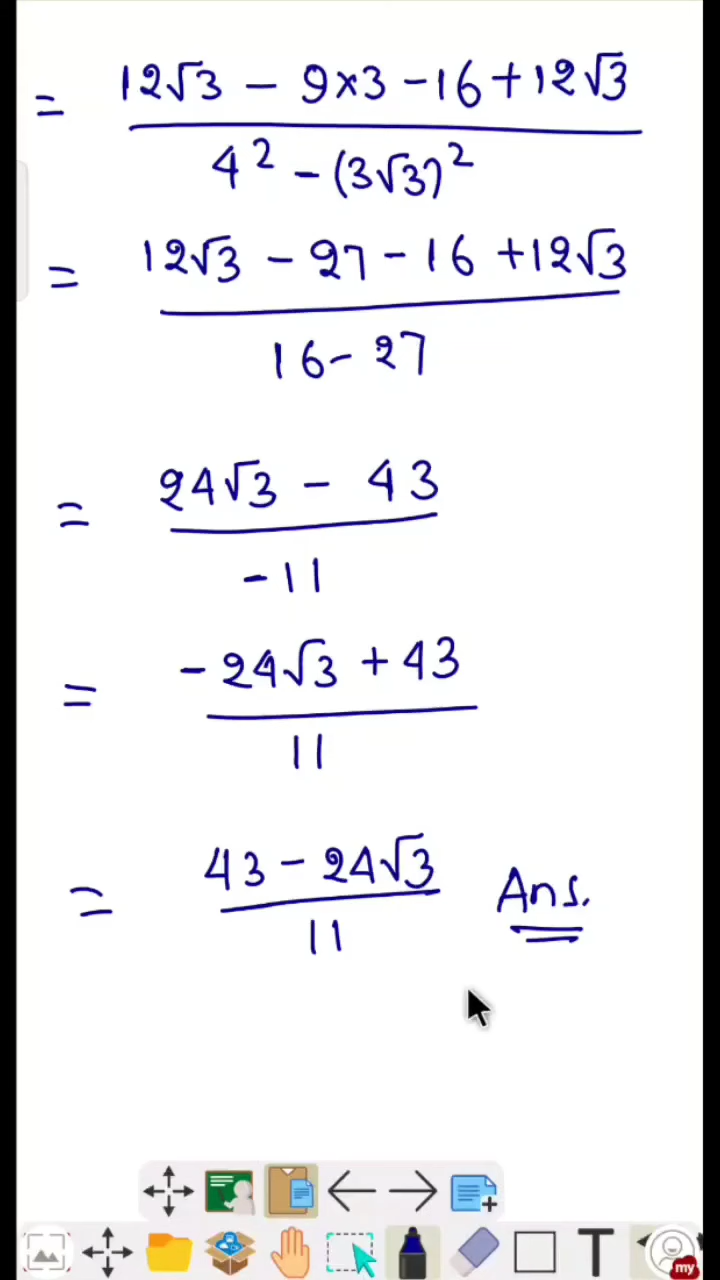 = 12√3 − 9×3 −16 +12√3
4² − (3√3)²
= 12√3 − 27 − 16 +12√3
16 − 27
= 24√3 − 43
−11
= −24√3 + 43
11
= 43 − 24√3 Ans.
11
T
my